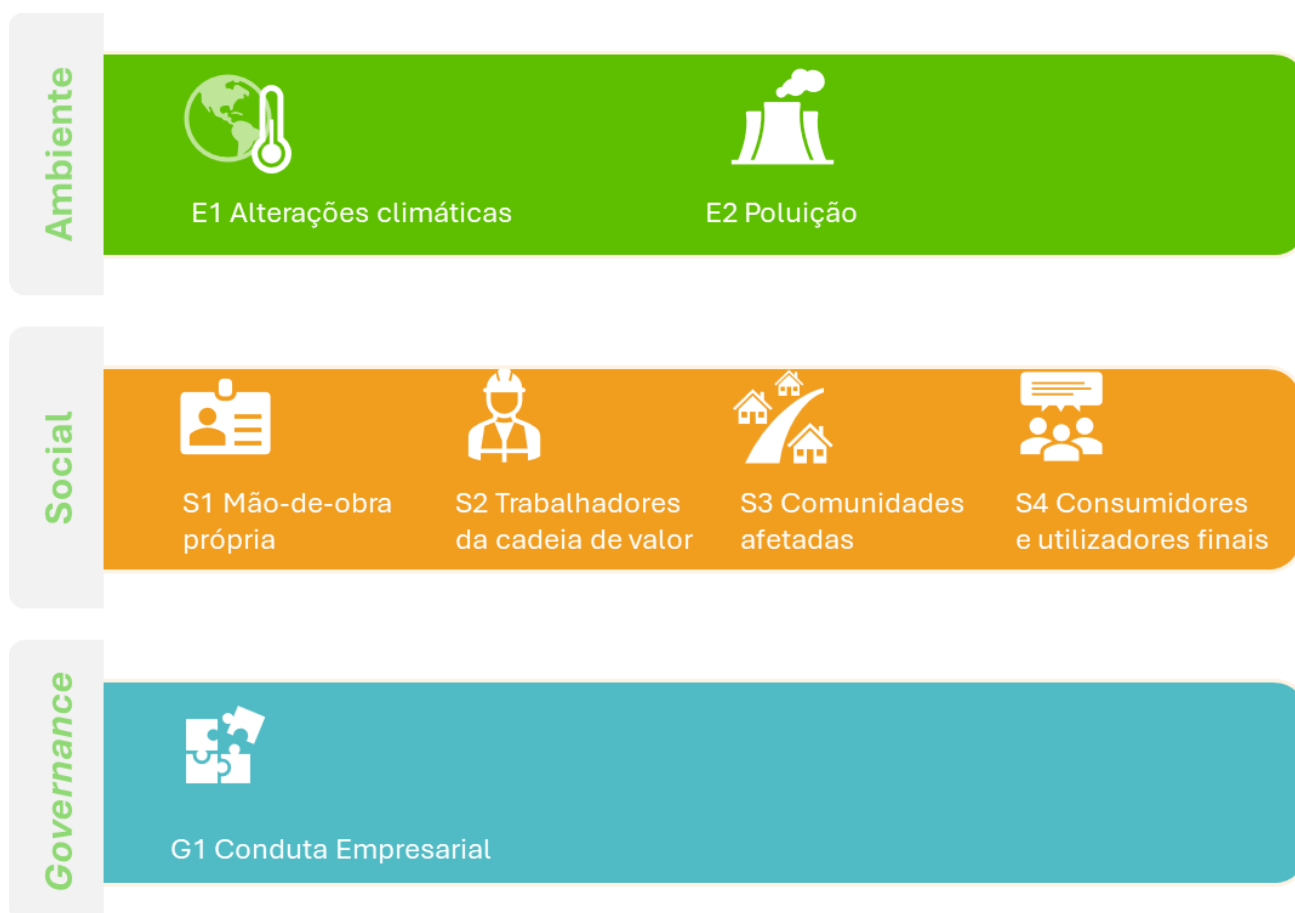 Ambiente
E1 Alterações climáticas
E2 Poluição
Social
S1 Mão-de-obra
própria
S2 Trabalhadores
da cadeia de valor
S3 Comunidades
afetadas
S4 Consumidores
e utilizadores finais
Governance
G1 Conduta Empresarial